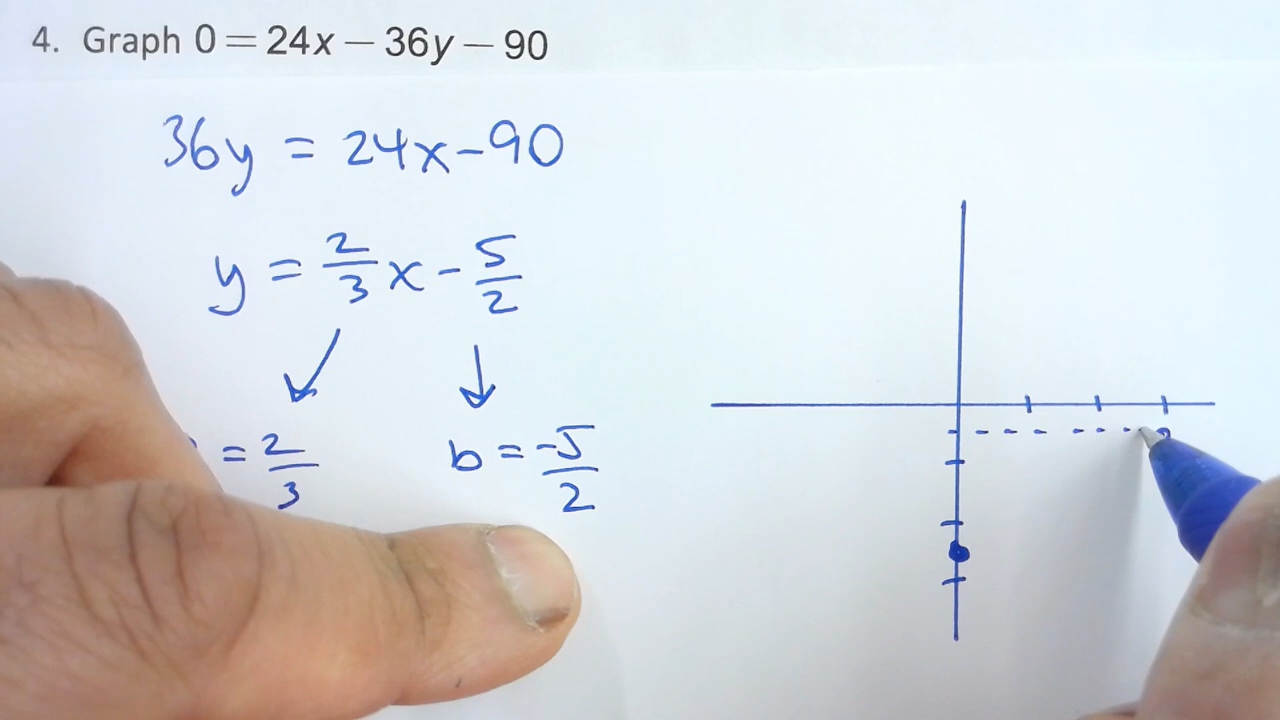 4. Graph 0 = 24x − 36y − 90
36y = 24x - 90
y = 2/3 x - 5/2
= 2/3 b = -5/2